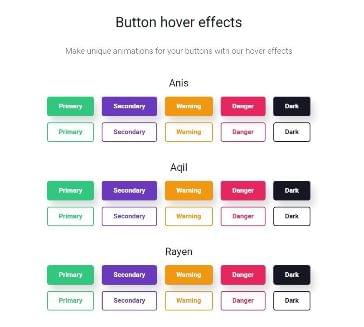 Button hover effects
Make unique animations for your buttons with our hover effects
Anis
Primary Secondary Warning Danger Dark
Primary Secondary Warning Danger Dark
Aqil
Primary Secondary Warning Danger Dark
Primary Secondary Warning Danger Dark
Rayen
Primary Secondary Warning Danger Dark
Primary Secondary Warning Danger Dark